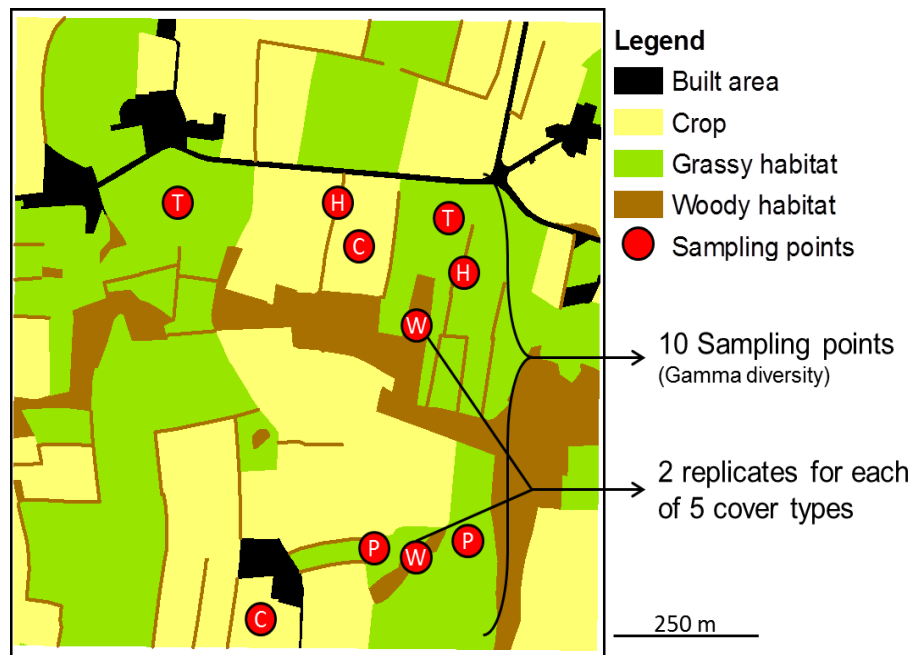 Legend
Built area
Crop
Grassy habitat
Woody habitat
Sampling points
T
H
T
C
H
W
10 Sampling points
(Gamma diversity)
2 replicates for each
of 5 cover types
P
W
P
C
250 m